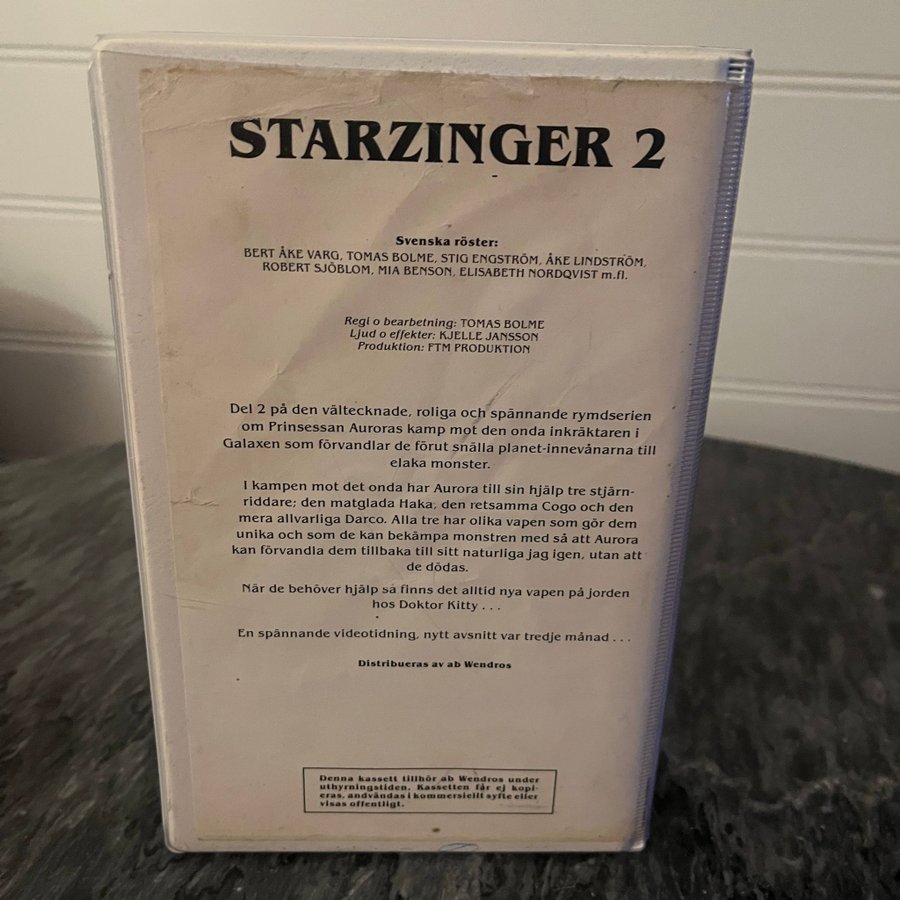 STARZINGER 2
Svenska röster:
BERT ÅKE VARG, TOMAS BOLME, STIG ENGSTRÖM, ÅKE LINDSTRÖM,
ROBERT SJÖBLOM, MIA BENSON, ELISABETH NORDQVIST m.fl.
Regi o bearbetning: TOMAS BOLME
Ljud o effekter: KJELLE JANSSON
Produktion: FTM PRODUKTION
Del 2 på den vältecknade, roliga och spännande rymdserien
om Prinsessan Auroras kamp mot den onda inkräktaren i
Galaxen som förvandlar de förut snälla planet-innevånarna till
elaka monster.
I kampen mot det onda har Aurora till sin hjälp tre stjärn-
riddare; den matglada Haka, den retsamma Cogo och den
mera allvarliga Darco. Alla tre har olika vapen som gör dem
unika och som de kan bekämpa monstren med så att Aurora
kan förvandla dem tillbaka till sitt naturliga jag igen, utan att
de dödas.
När de behöver hjälp så finns det alltid nya vapen på jorden
hos Doktor Kitty . . .
En spännande videotidning, nytt avsnitt var tredje månad . . .
Distribueras av ab Wendros
Denna kassett tillhör ab Wendros under
uthyrningstiden. Kassetten får ej kopi-
eras, andvändas i kommersiellt syfte eller
visas offentligt.